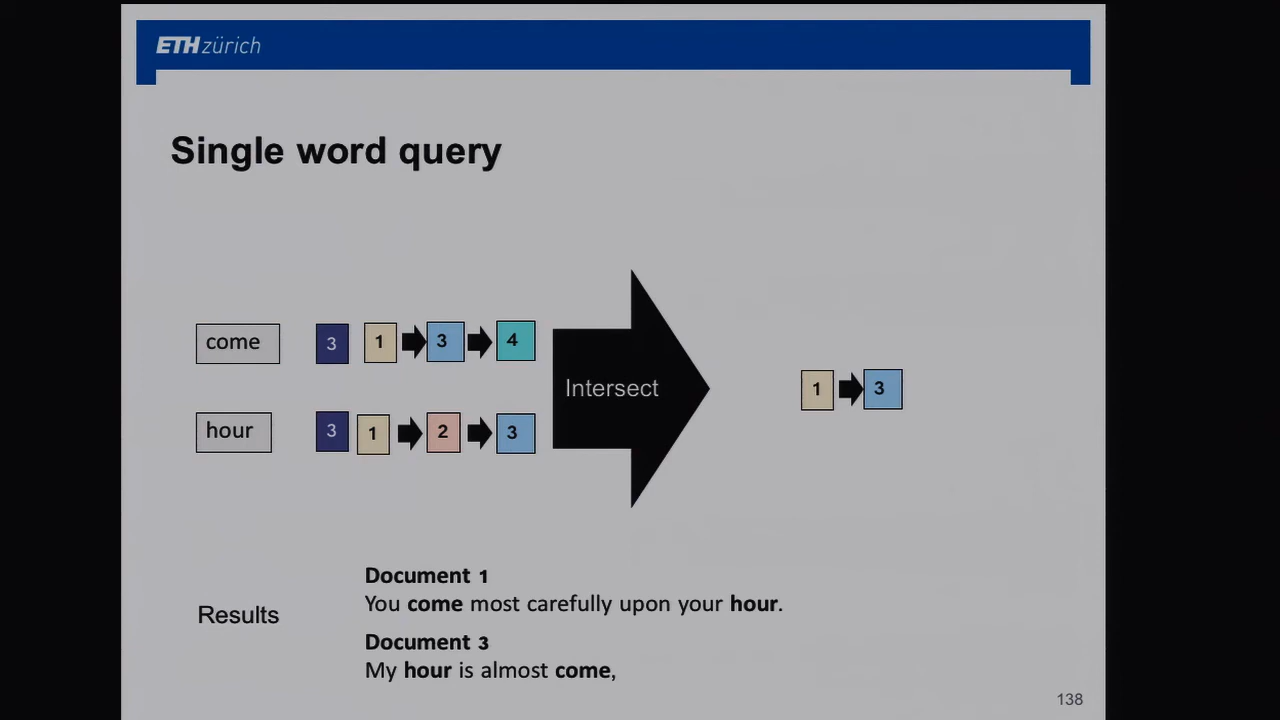 ETH zürich
Single word query
come 3 1 3 4
hour 3 1 2 3
Intersect
1 3
Results
Document 1
You come most carefully upon your hour.
Document 3
My hour is almost come,
138